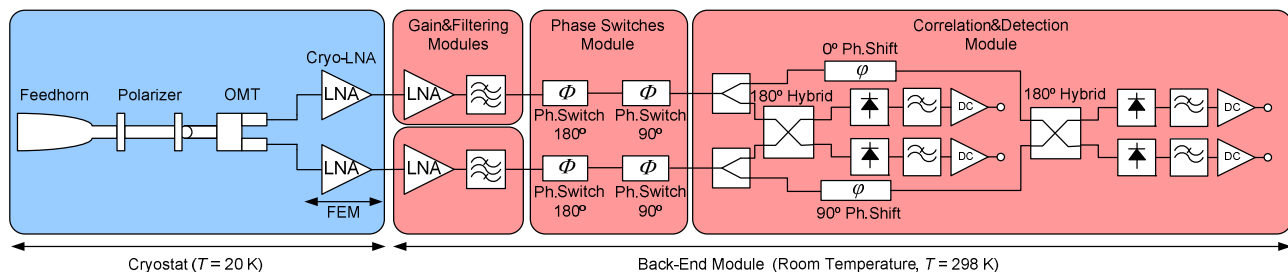 Gain&Filtering
Modules
Phase Switches
Module
Correlation&Detection
Module
Cryo-LNA
0º Ph.Shift
Feedhorn
Polarizer
OMT
LNA
LNA
Φ
Φ
φ
180º Hybrid
180º Hybrid
DC
DC
Ph.Switch
180º
Ph.Switch
90º
DC
DC
LNA
LNA
Φ
Φ
φ
FEM
Ph.Switch
180º
Ph.Switch
90º
90º Ph.Shift
Cryostat (T = 20 K)
Back-End Module (Room Temperature, T = 298 K)